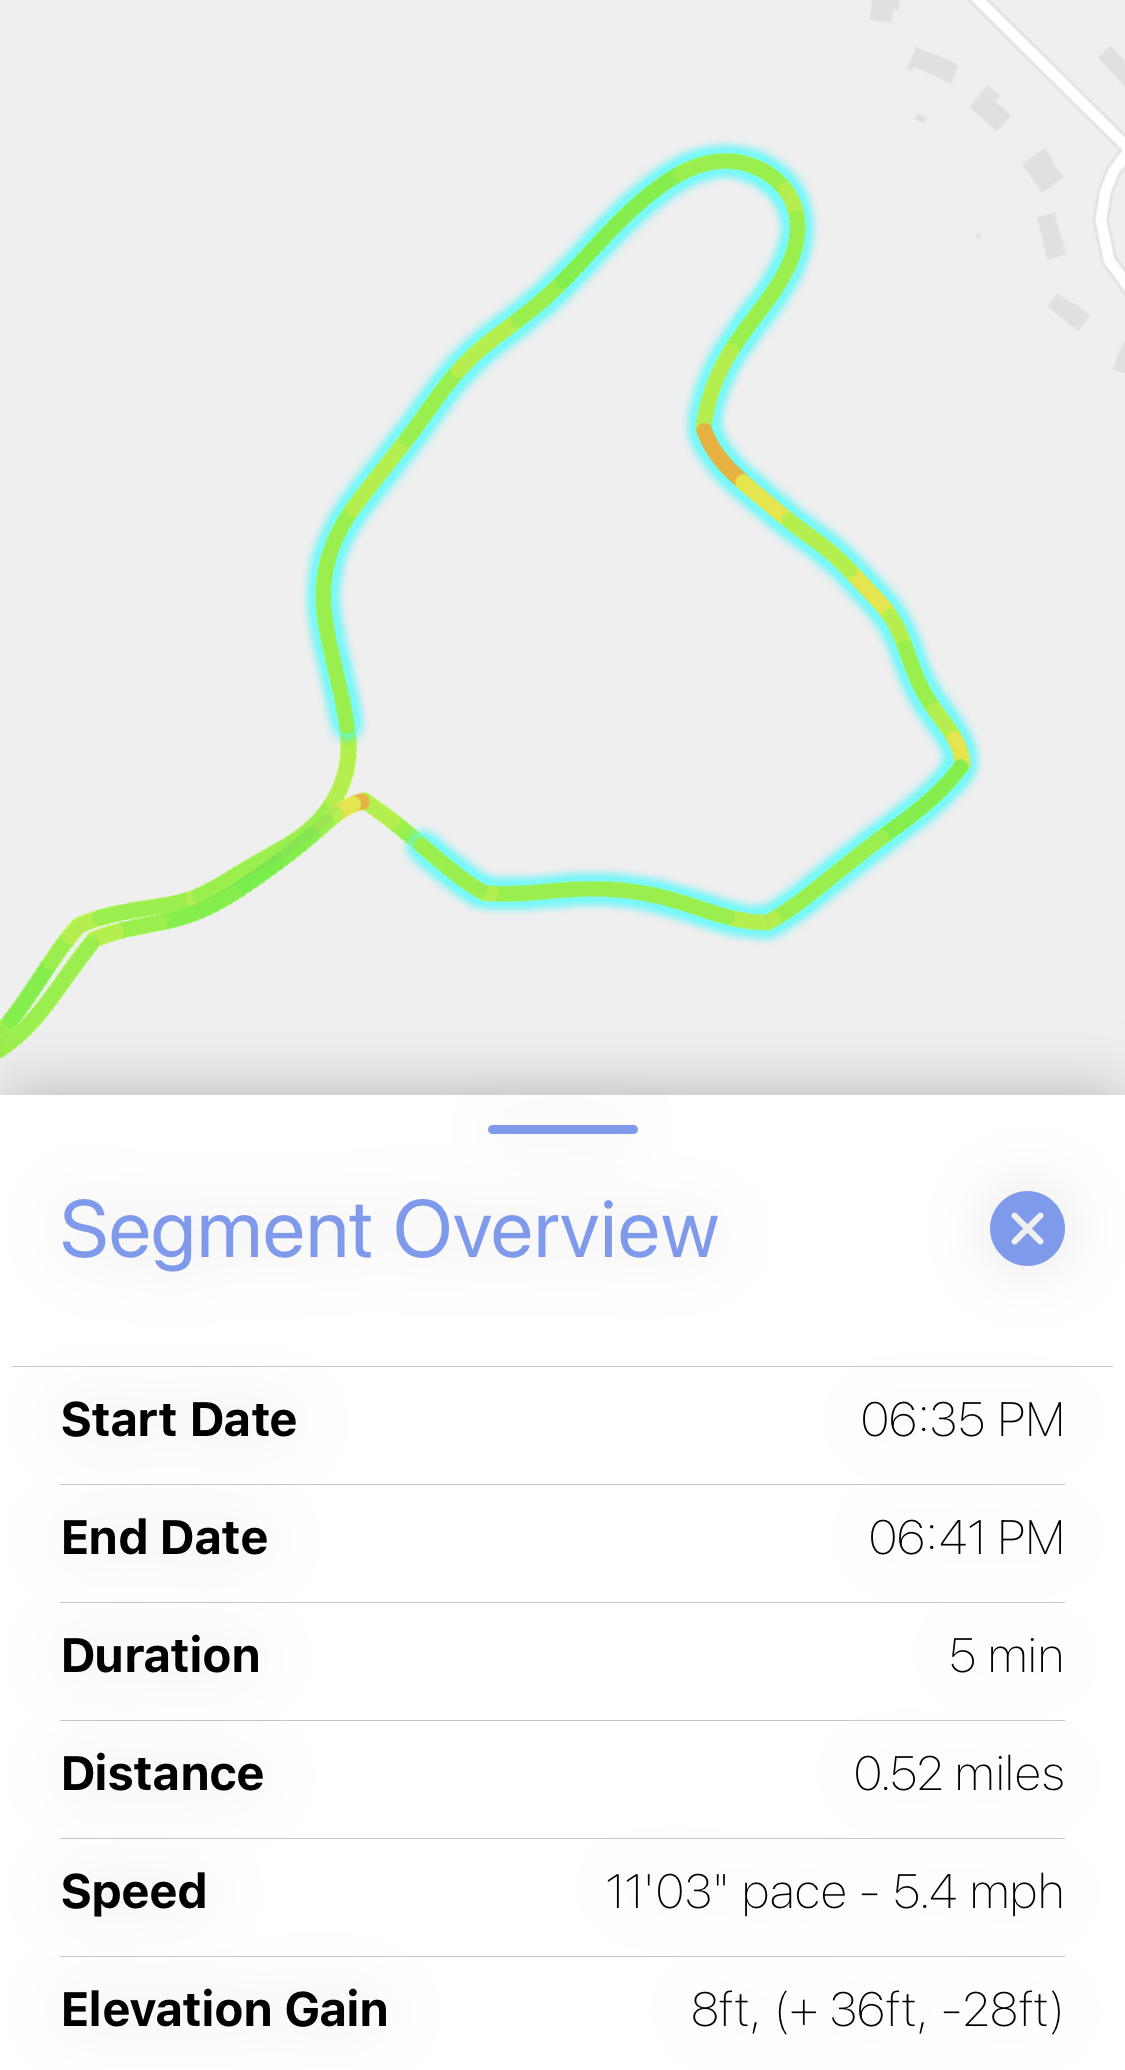 Segment Overview
Start Date 06:35 PM
End Date 06:41 PM
Duration 5 min
Distance 0.52 miles
Speed 11'03" pace - 5.4 mph
Elevation Gain 8ft, (+ 36ft, -28ft)